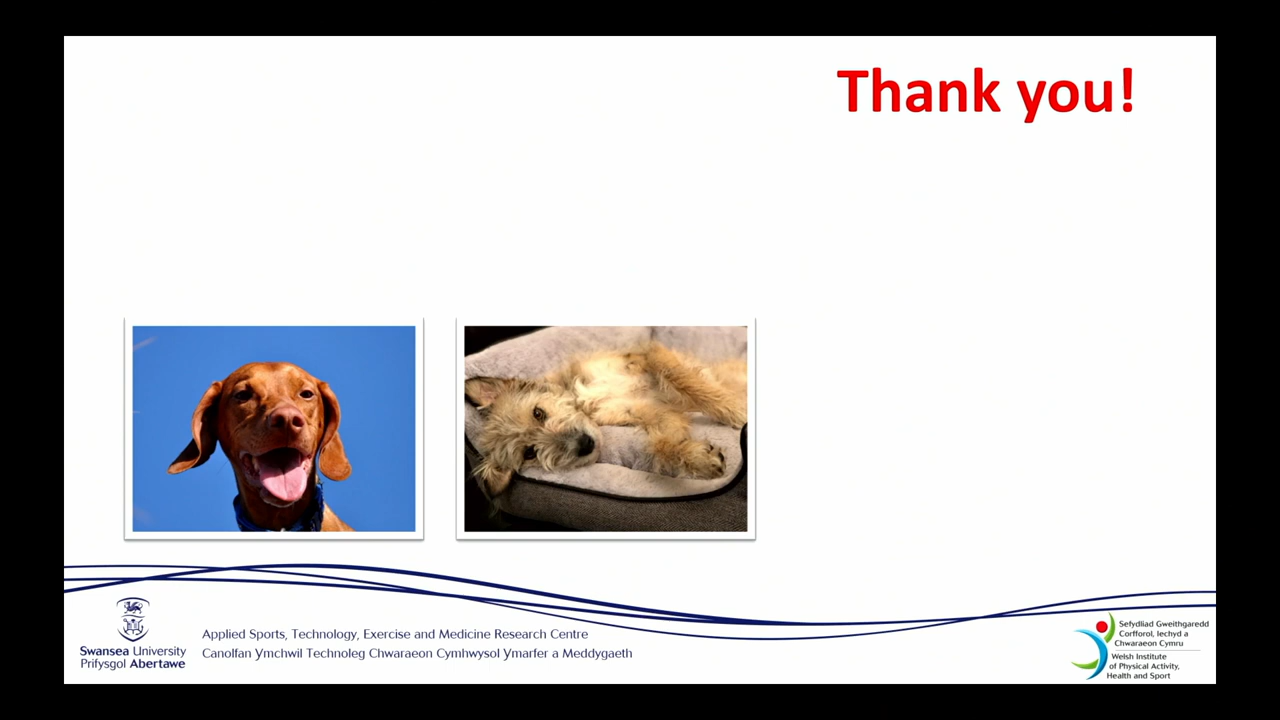 Thank you!
Swansea University
Prifysgol Abertawe
Applied Sports, Technology, Exercise and Medicine Research Centre
Canolfan Ymchwil Technoleg Chwaraeon Cymhwysol Ymarfer a Meddygaeth
Sefydliad Gweithgaredd
Corfforol, Iechyd a
Chwaraeon Cymru
Welsh Institute
of Physical Activity,
Health and Sport